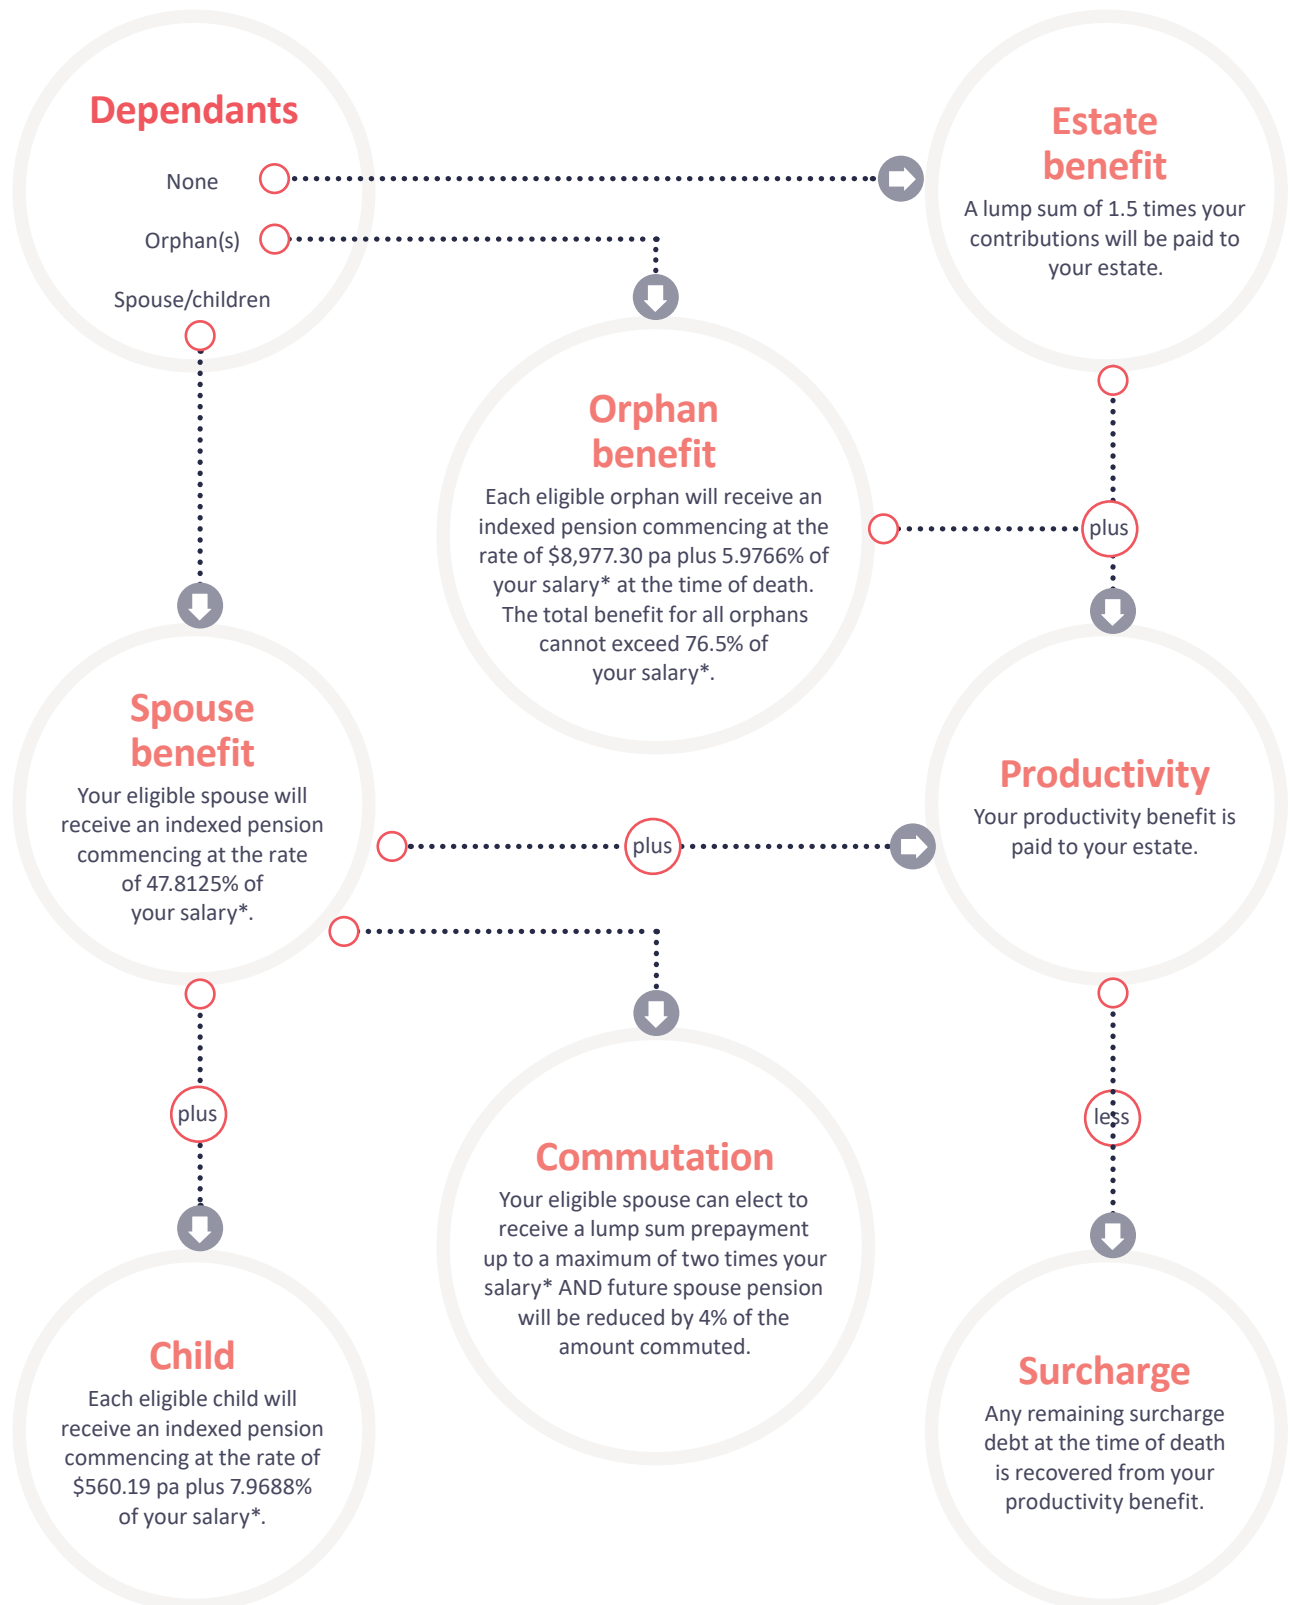 Dependants
None
Orphan(s)
Spouse/children
Estate
benefit
A lump sum of 1.5 times your
contributions will be paid to
your estate.
Orphan
benefit
Each eligible orphan will receive an
indexed pension commencing at the
rate of $8,977.30 pa plus 5.9766% of
your salary* at the time of death.
The total benefit for all orphans
cannot exceed 76.5% of
your salary*.
plus
Spouse
benefit
Your eligible spouse will
receive an indexed pension
commencing at the rate
of 47.8125% of
your salary*.
plus
Productivity
Your productivity benefit is
paid to your estate.
plus
Commutation
Your eligible spouse can elect to
receive a lump sum prepayment
up to a maximum of two times your
salary* AND future spouse pension
will be reduced by 4% of the
amount commuted.
less
Child
Each eligible child will
receive an indexed pension
commencing at the rate of
$560.19 pa plus 7.9688%
of your salary*.
Surcharge
Any remaining surcharge
debt at the time of death
is recovered from your
productivity benefit.